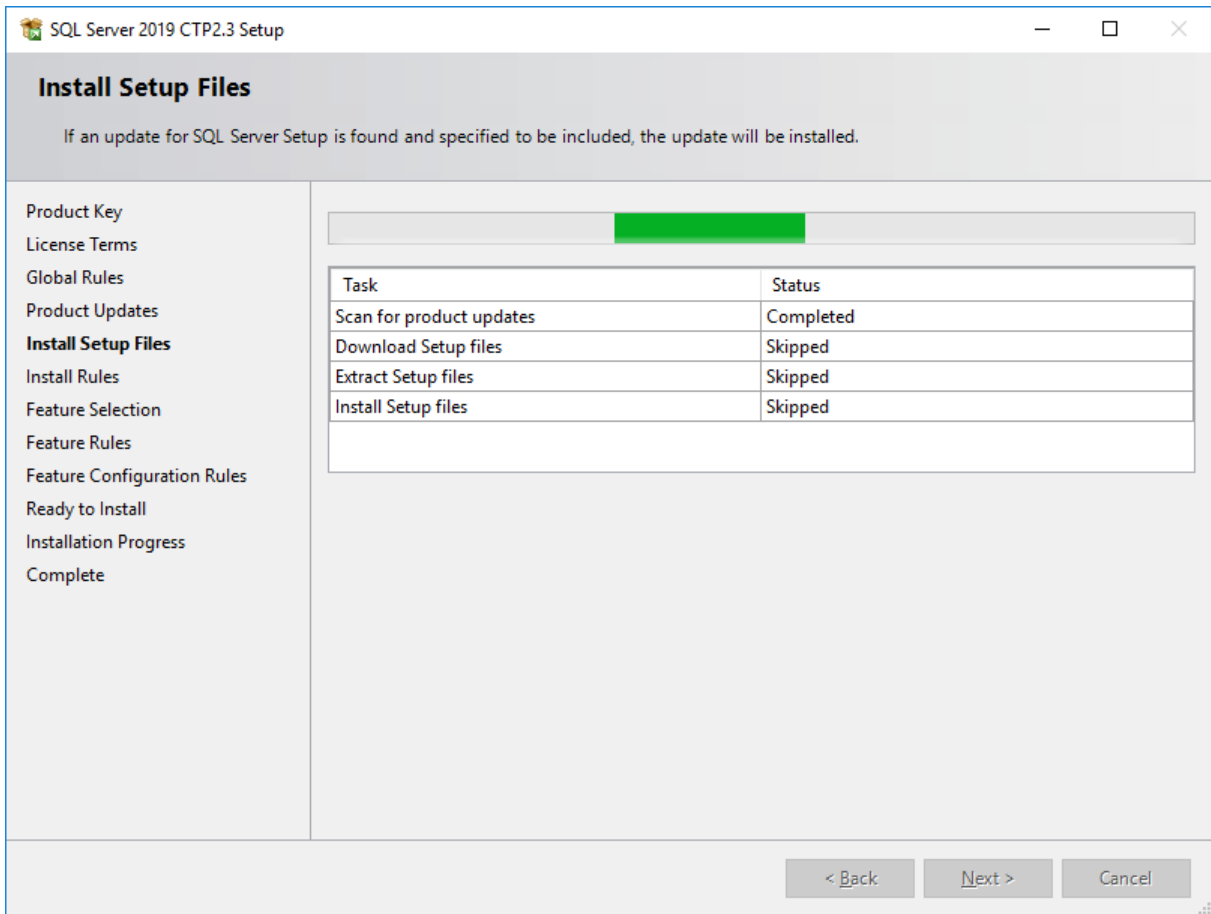 SQL Server 2019 CTP2.3 Setup
Install Setup Files
If an update for SQL Server Setup is found and specified to be included, the update will be installed.
Product Key
License Terms
Global Rules
Product Updates
Install Setup Files
Install Rules
Feature Selection
Feature Rules
Feature Configuration Rules
Ready to Install
Installation Progress
Complete
Task Status
Scan for product updates Completed
Download Setup files Skipped
Extract Setup files Skipped
Install Setup files Skipped
< Back Next > Cancel